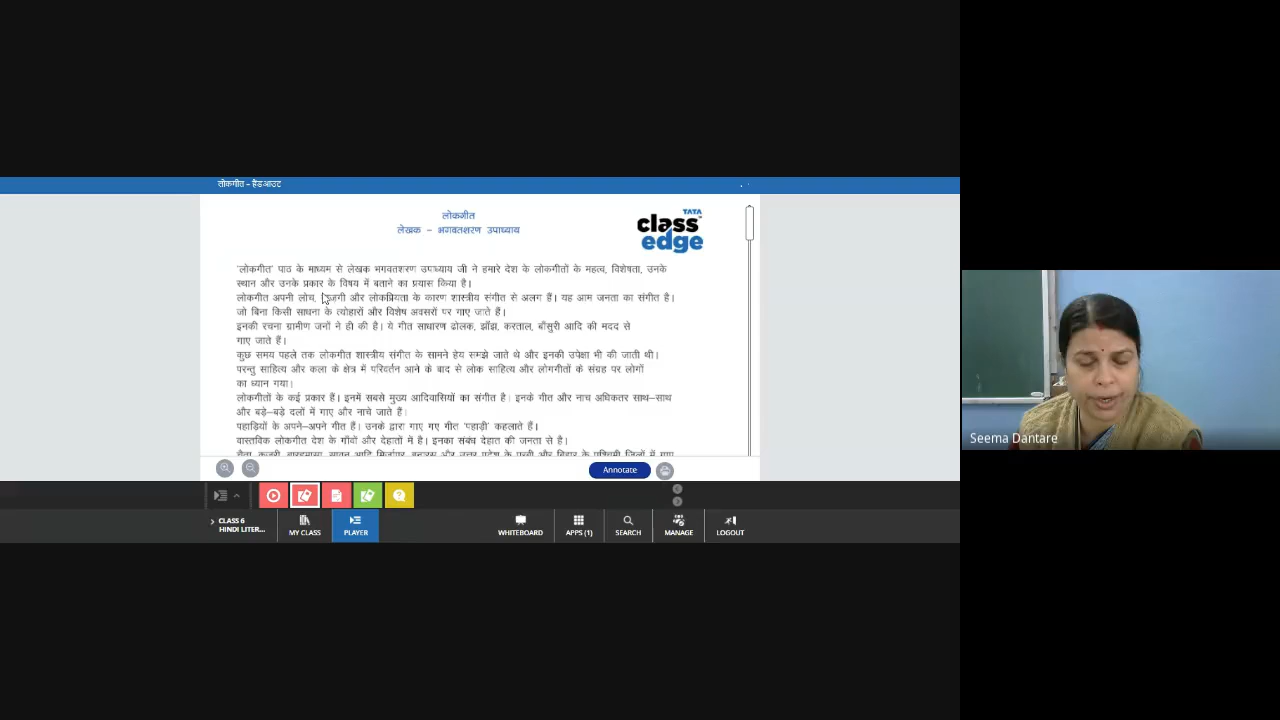 लोकगीत – हैंडआउट
लोकगीत
लेखक – भगवतशरण उपाध्याय
TATA
class
edge
'लोकगीत' पाठ के माध्यम से लेखक भगवतशरण उपाध्याय जी ने हमारे देश के लोकगीतों के महत्व, विशेषता, उनके
स्थान और उनके प्रकार के विषय में बताने का प्रयास किया है।
लोकगीत अपनी लोच, और लोकप्रियता के कारण शास्त्रीय संगीत से अलग हैं। यह आम जनता का संगीत है।
जो बिना किसी साधना के त्योहारों और विशेष अवसरों पर गाए जाते हैं।
इनकी रचना ग्रामीण जनों ने ही की है। ये गीत साधारण ढोलक, झाँझ, करताल, बाँसुरी आदि की मदद से
गाए जाते हैं।
कुछ समय पहले तक लोकगीत शास्त्रीय संगीत के सामने हेय समझे जाते थे और इनकी उपेक्षा भी की जाती थी।
परन्तु साहित्य और कला के क्षेत्र में परिवर्तन आने के बाद से लोक साहित्य और लोगगीतों के संग्रह पर लोगों
का ध्यान गया।
लोकगीतों के कई प्रकार हैं। इनमें सबसे मुख्य आदिवासियों का संगीत है। इनके गीत और नाच अधिकतर साथ–साथ
और बड़े–बड़े दलों में गाए और नाचे जाते हैं।
पहाडियों के अपने–अपने गीत हैं। उनके द्वारा गाए गए गीत 'पहाड़ी' कहलाते हैं।
वास्तविक लोकगीत देश के गाँवों और देहातों में है। इनका संबंध देहात की जनता से है।
Annotate
CLASS 6
HINDI LITER...
MY CLASS
PLAYER
WHITEBOARD
APPS (1)
SEARCH
MANAGE
LOGOUT
Seema Dantare